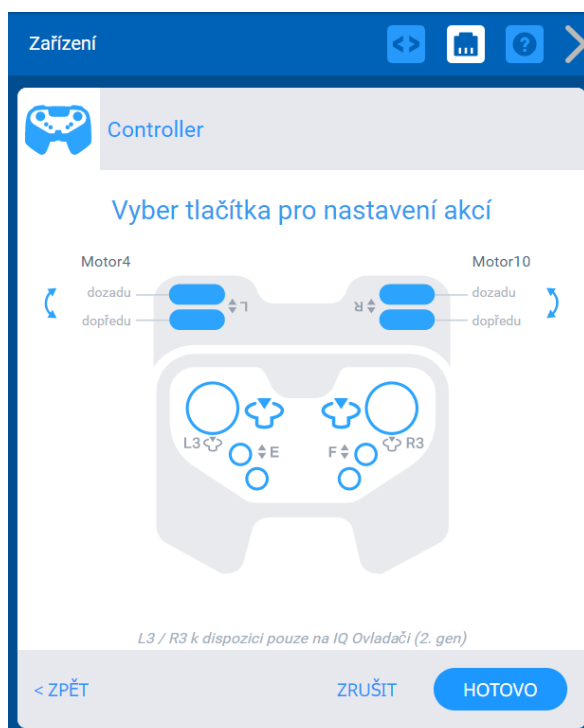 Zařízení
Controller
Vyber tlačítka pro nastavení akcí
Motor4 Motor10
dozadu L R dozadu
dopředu dopředu
L3 E F R3
L3 / R3 k dispozici pouze na IQ Ovladači (2. gen)
< ZPĚT ZRUŠIT HOTOVO